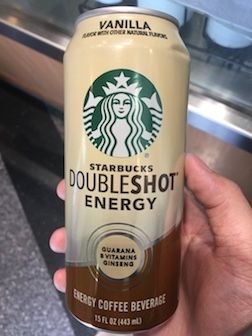 VANILLA
FLAVOR WITH OTHER NATURAL FLAVORS
STARBUCKS
DOUBLESHOT
ENERGY
GUARANA
B VITAMINS
GINSENG
ENERGY COFFEE BEVERAGE
15 FL OZ (443 mL)